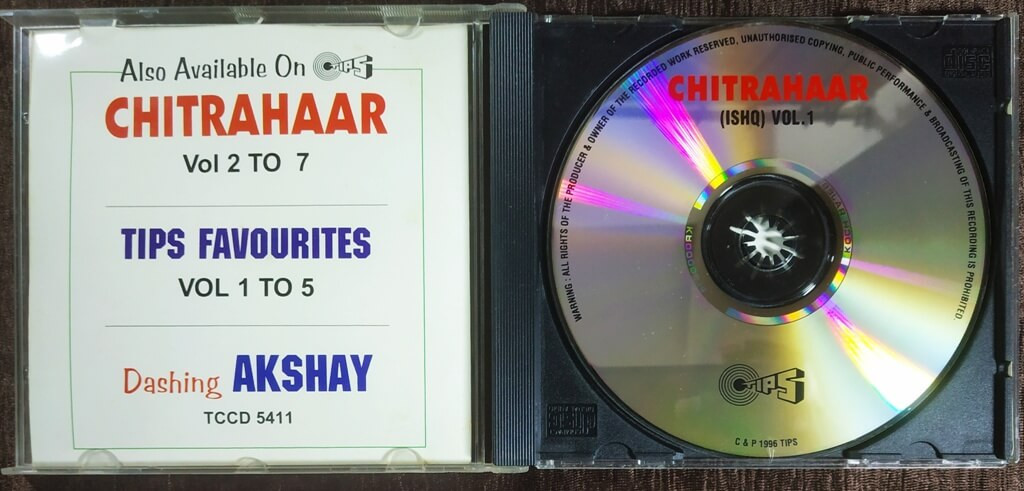 Also Available On TIPS
CHITRAHAAR
Vol 2 TO 7
TIPS FAVOURITES
VOL 1 TO 5
Dashing AKSHAY
TCCD 5411
WARNING : ALL RIGHTS OF THE PRODUCER & OWNER OF THE RECORDED WORK RESERVED, UNAUTHORISED COPYING, PUBLIC PERFORMANCE & BROADCASTING OF THIS RECORDING IS PROHIBITED
CHITRAHAAR
(ISHQ) VOL.1
TIPS
C & P 1996 TIPS